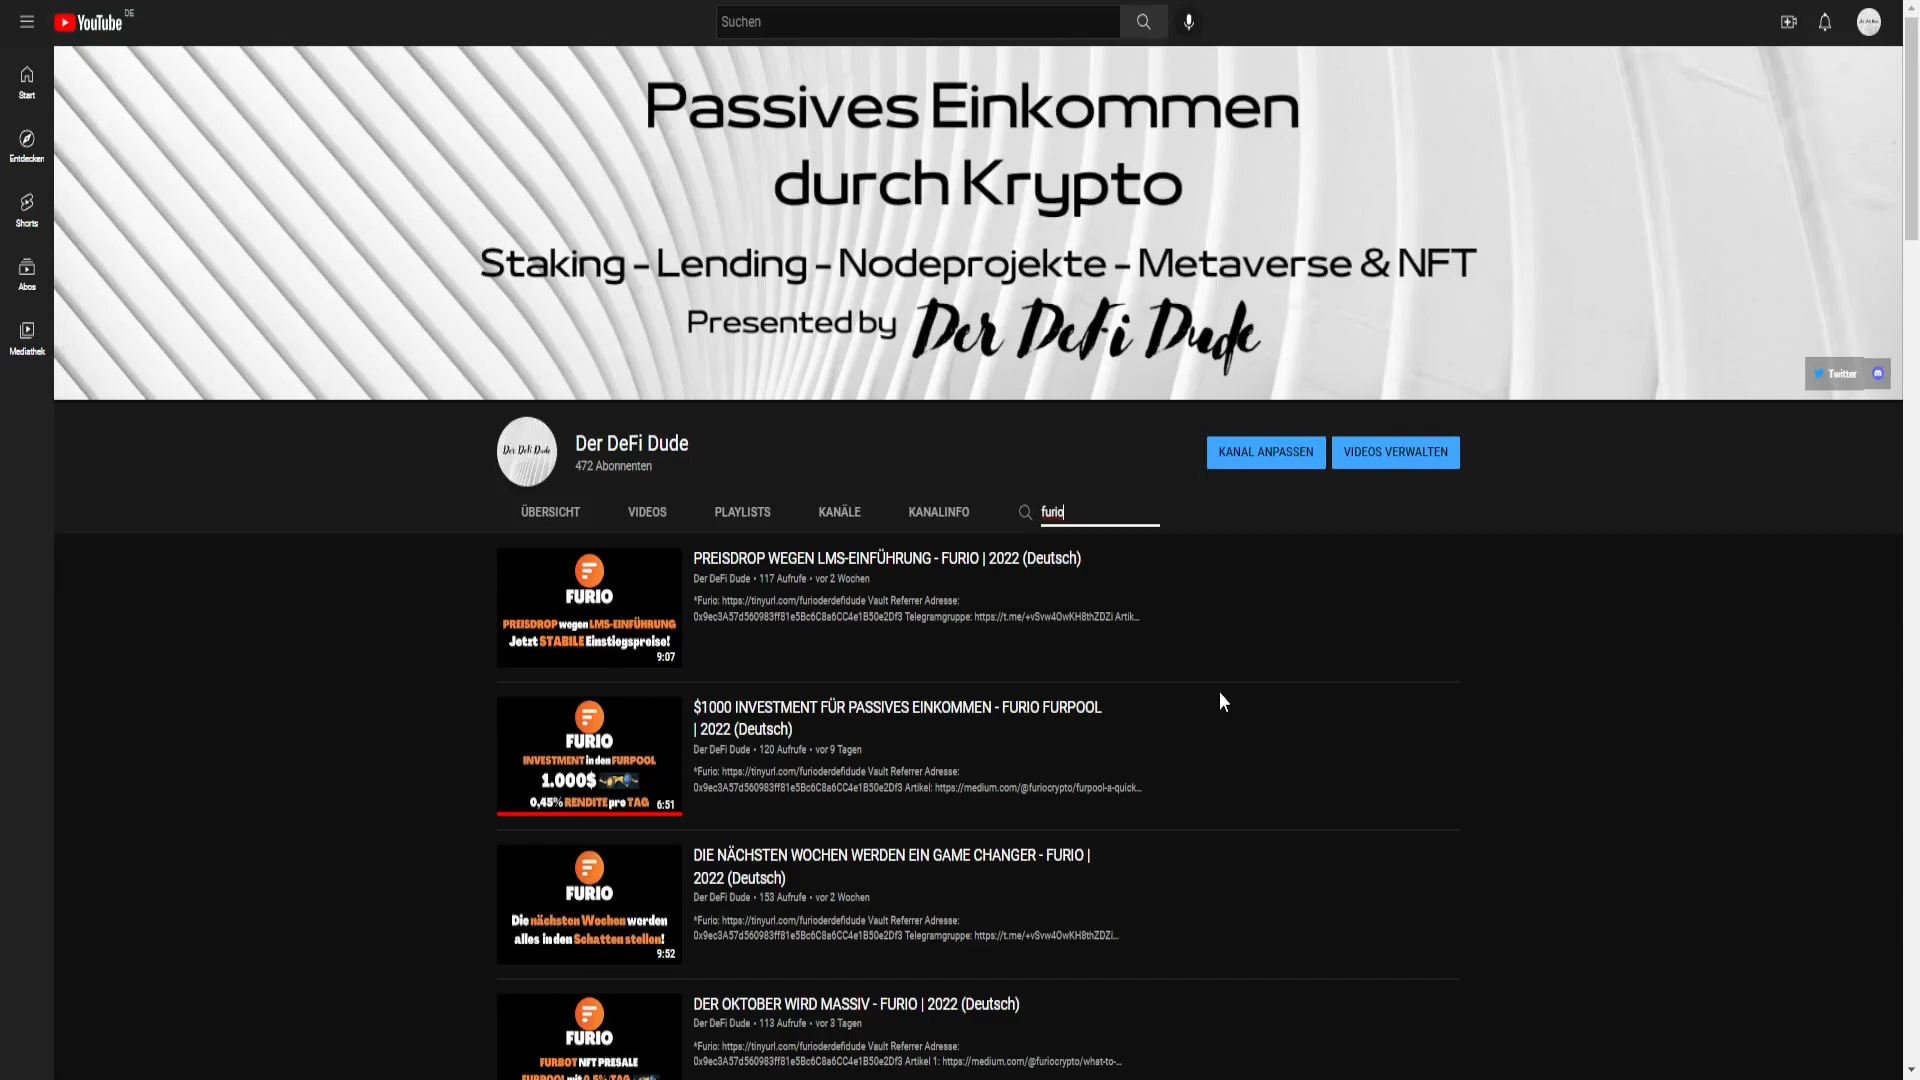 YouTube DE
Suchen
Start
Entdecken
Shorts
Abos
Mediathek
Passives Einkommen
durch Krypto
Staking - Lending - Nodeprojekte - Metaverse & NFT
Presented by Der DeFi Dude
Twitter
Der DeFi Dude
Der DeFi Dude
472 Abonnenten
KANAL ANPASSEN
VIDEOS VERWALTEN
ÜBERSICHT
VIDEOS
PLAYLISTS
KANÄLE
KANALINFO
furio
FURIO
PREISDROP wegen LMS-EINFÜHRUNG
Jetzt STABILE Einstiegspreise!
9:07
PREISDROP WEGEN LMS-EINFÜHRUNG - FURIO | 2022 (Deutsch)
Der DeFi Dude • 117 Aufrufe • vor 2 Wochen
*Furio: https://tinyurl.com/furioderdefidude Vault Referrer Adresse:
0x9ec3A57d560983ff81e5Bc6C8a6CC4e1B50e2Df3 Telegramgruppe: https://t.me/+vSvw4OwKH8thZDZi Artik...
FURIO
INVESTMENT in den FURPOOL
1.000$
0,45% RENDITE pro TAG
6:51
$1000 INVESTMENT FÜR PASSIVES EINKOMMEN - FURIO FURPOOL
| 2022 (Deutsch)
Der DeFi Dude • 120 Aufrufe • vor 9 Tagen
*Furio: https://tinyurl.com/furioderdefidude Vault Referrer Adresse:
0x9ec3A57d560983ff81e5Bc6C8a6CC4e1B50e2Df3 Artikel: https://medium.com/@furiocrypto/furpool-a-quick...
FURIO
Die nächsten Wochen werden
alles in den Schatten stellen!
9:52
DIE NÄCHSTEN WOCHEN WERDEN EIN GAME CHANGER - FURIO |
2022 (Deutsch)
Der DeFi Dude • 153 Aufrufe • vor 2 Wochen
*Furio: https://tinyurl.com/furioderdefidude Vault Referrer Adresse:
0x9ec3A57d560983ff81e5Bc6C8a6CC4e1B50e2Df3 Telegramgruppe: https://t.me/+vSvw4OwKH8thZDZi...
FURIO
FURBOT NFT PRESALE
FURPOOL mit 0,5% TAG
DER OKTOBER WIRD MASSIV - FURIO | 2022 (Deutsch)
Der DeFi Dude • 113 Aufrufe • vor 3 Tagen
*Furio: https://tinyurl.com/furioderdefidude Vault Referrer Adresse:
0x9ec3A57d560983ff81e5Bc6C8a6CC4e1B50e2Df3 Artikel 1: https://medium.com/@furiocrypto/what-to-...